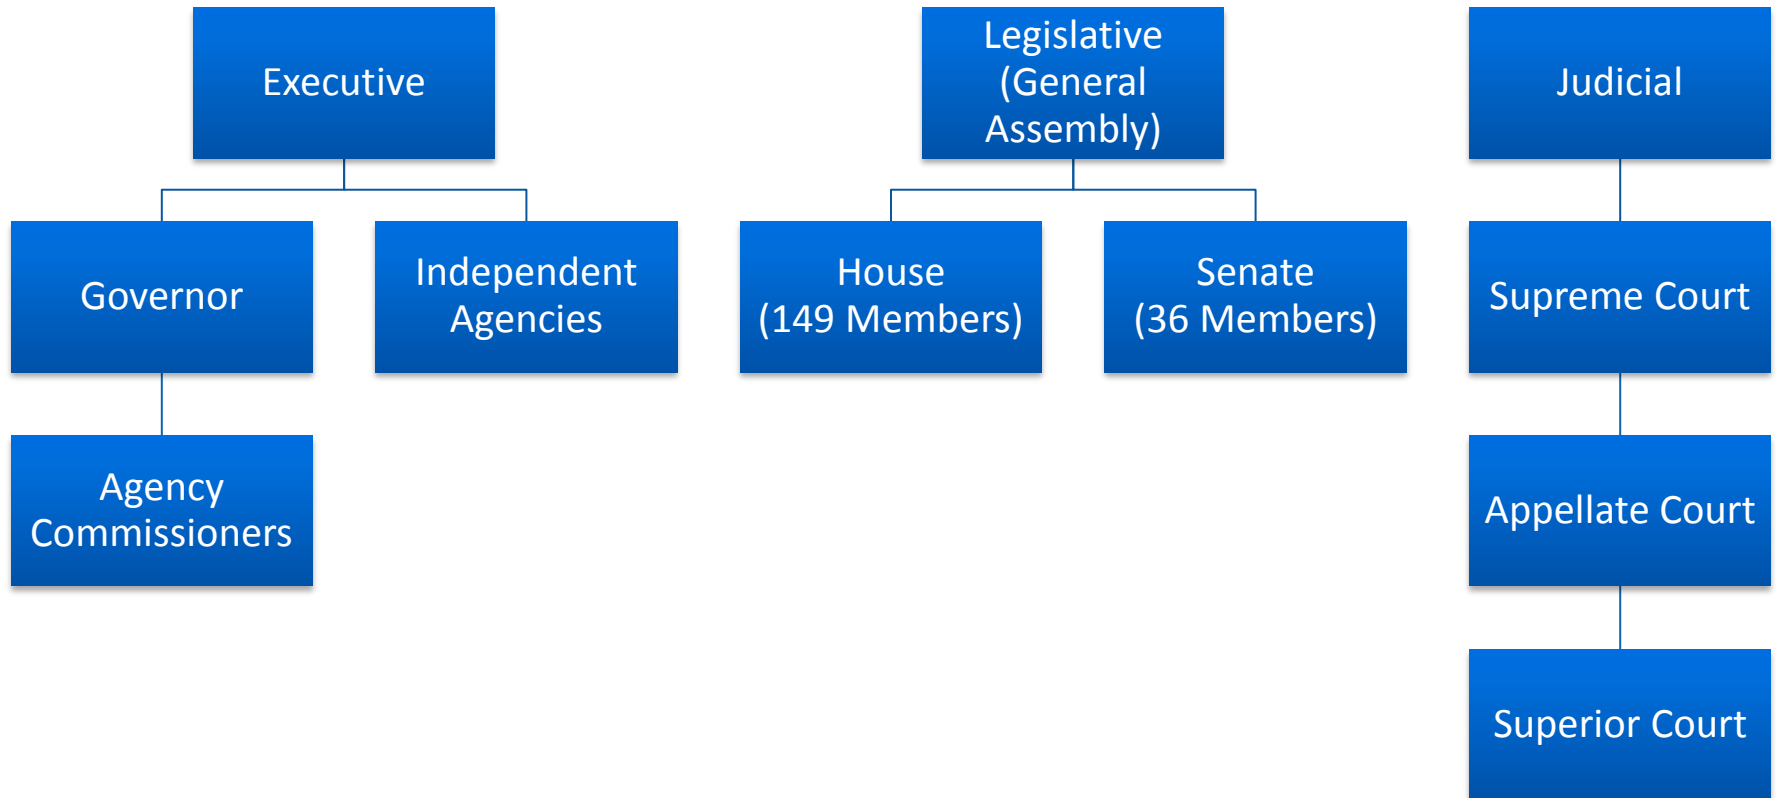 Executive
Legislative
(General
Assembly)
Judicial
Governor
Independent
Agencies
House
(149 Members)
Senate
(36 Members)
Supreme Court
Agency
Commissioners
Appellate Court
Superior Court